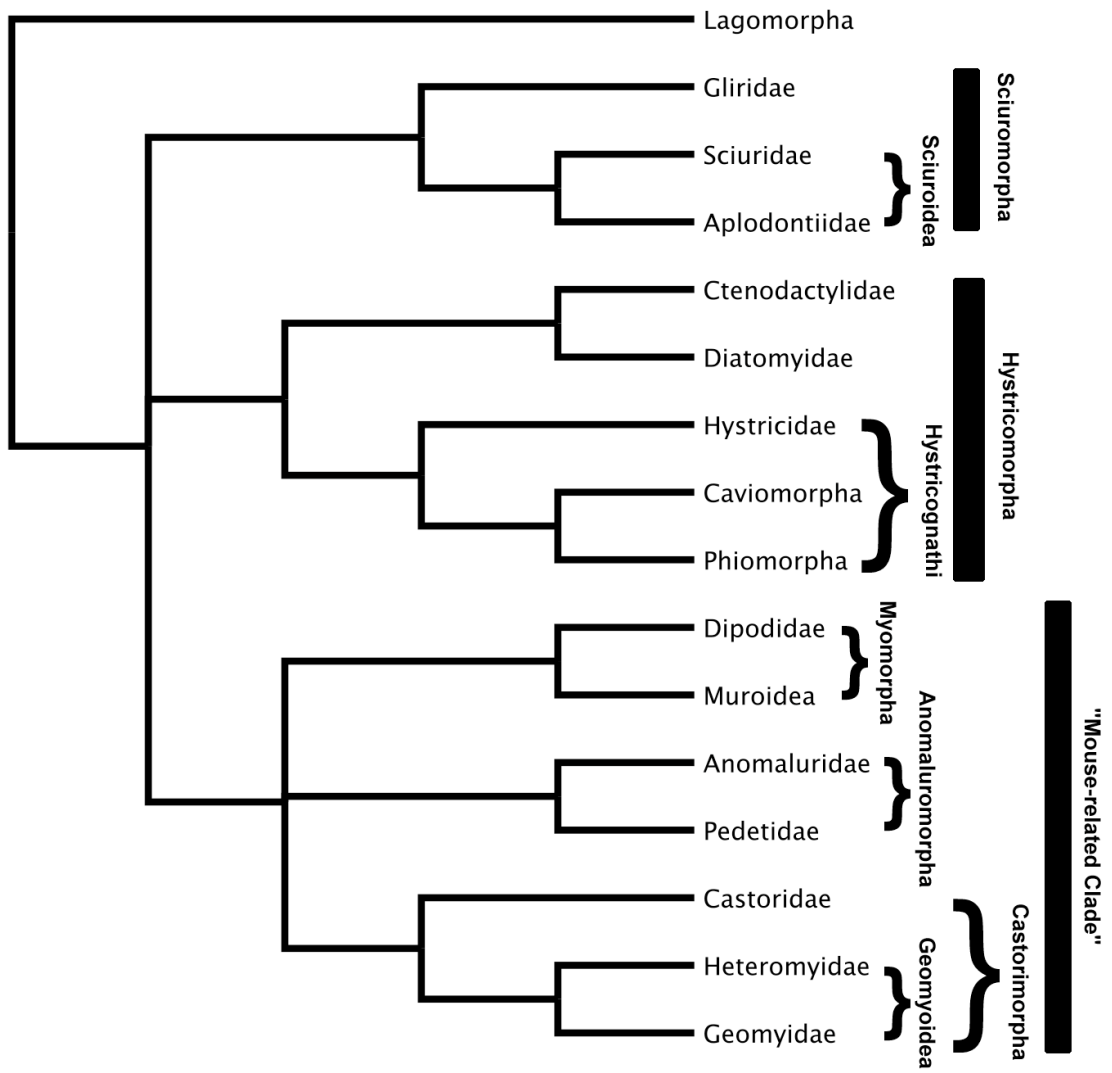 Lagomorpha
Gliridae
Sciuridae
Aplodontiidae
Sciuroidea
Sciuromorpha
Ctenodactylidae
Diatomyidae
Hystricidae
Caviomorpha
Phiomorpha
Hystricognathi
Hystricomorpha
Dipodidae
Muroidea
Myomorpha
Anomaluridae
Pedetidae
Anomaluromorpha
Castoridae
Heteromyidae
Geomyidae
Geomyoidea
Castorimorpha
"Mouse-related Clade"